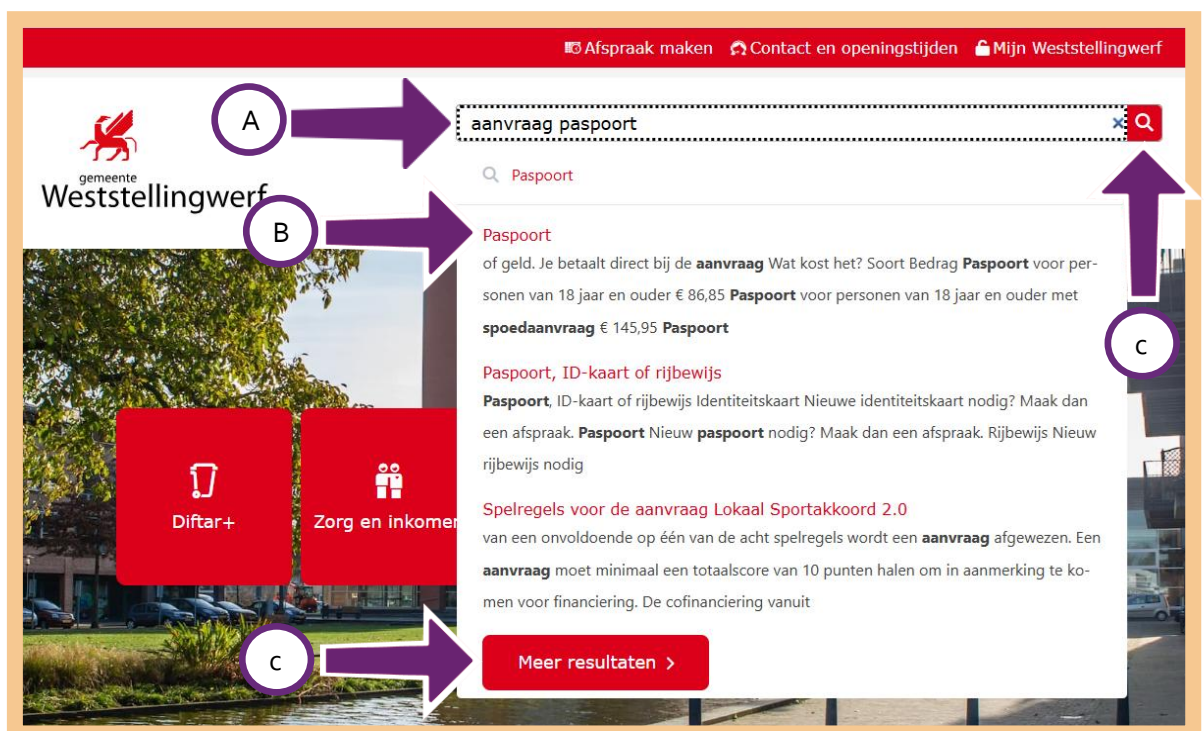 Afspraak maken Contact en openingstijden Mijn Weststellingwerf
A
aanvraag paspoort
gemeente
Weststellingwerf
Paspoort
B
Paspoort
of geld. Je betaalt direct bij de aanvraag Wat kost het? Soort Bedrag Paspoort voor per-
sonen van 18 jaar en ouder € 86,85 Paspoort voor personen van 18 jaar en ouder met
spoedaanvraag € 145,95 Paspoort
c
Paspoort, ID-kaart of rijbewijs
Paspoort, ID-kaart of rijbewijs Identiteitskaart Nieuwe identiteitskaart nodig? Maak dan
een afspraak. Paspoort Nieuw paspoort nodig? Maak dan een afspraak. Rijbewijs Nieuw
rijbewijs nodig
Diftar+
Zorg en inkomen
Spelregels voor de aanvraag Lokaal Sportakkoord 2.0
van een onvoldoende op één van de acht spelregels wordt een aanvraag afgewezen. Een
aanvraag moet minimaal een totaalscore van 10 punten halen om in aanmerking te ko-
men voor financiering. De cofinanciering vanuit
c
Meer resultaten >